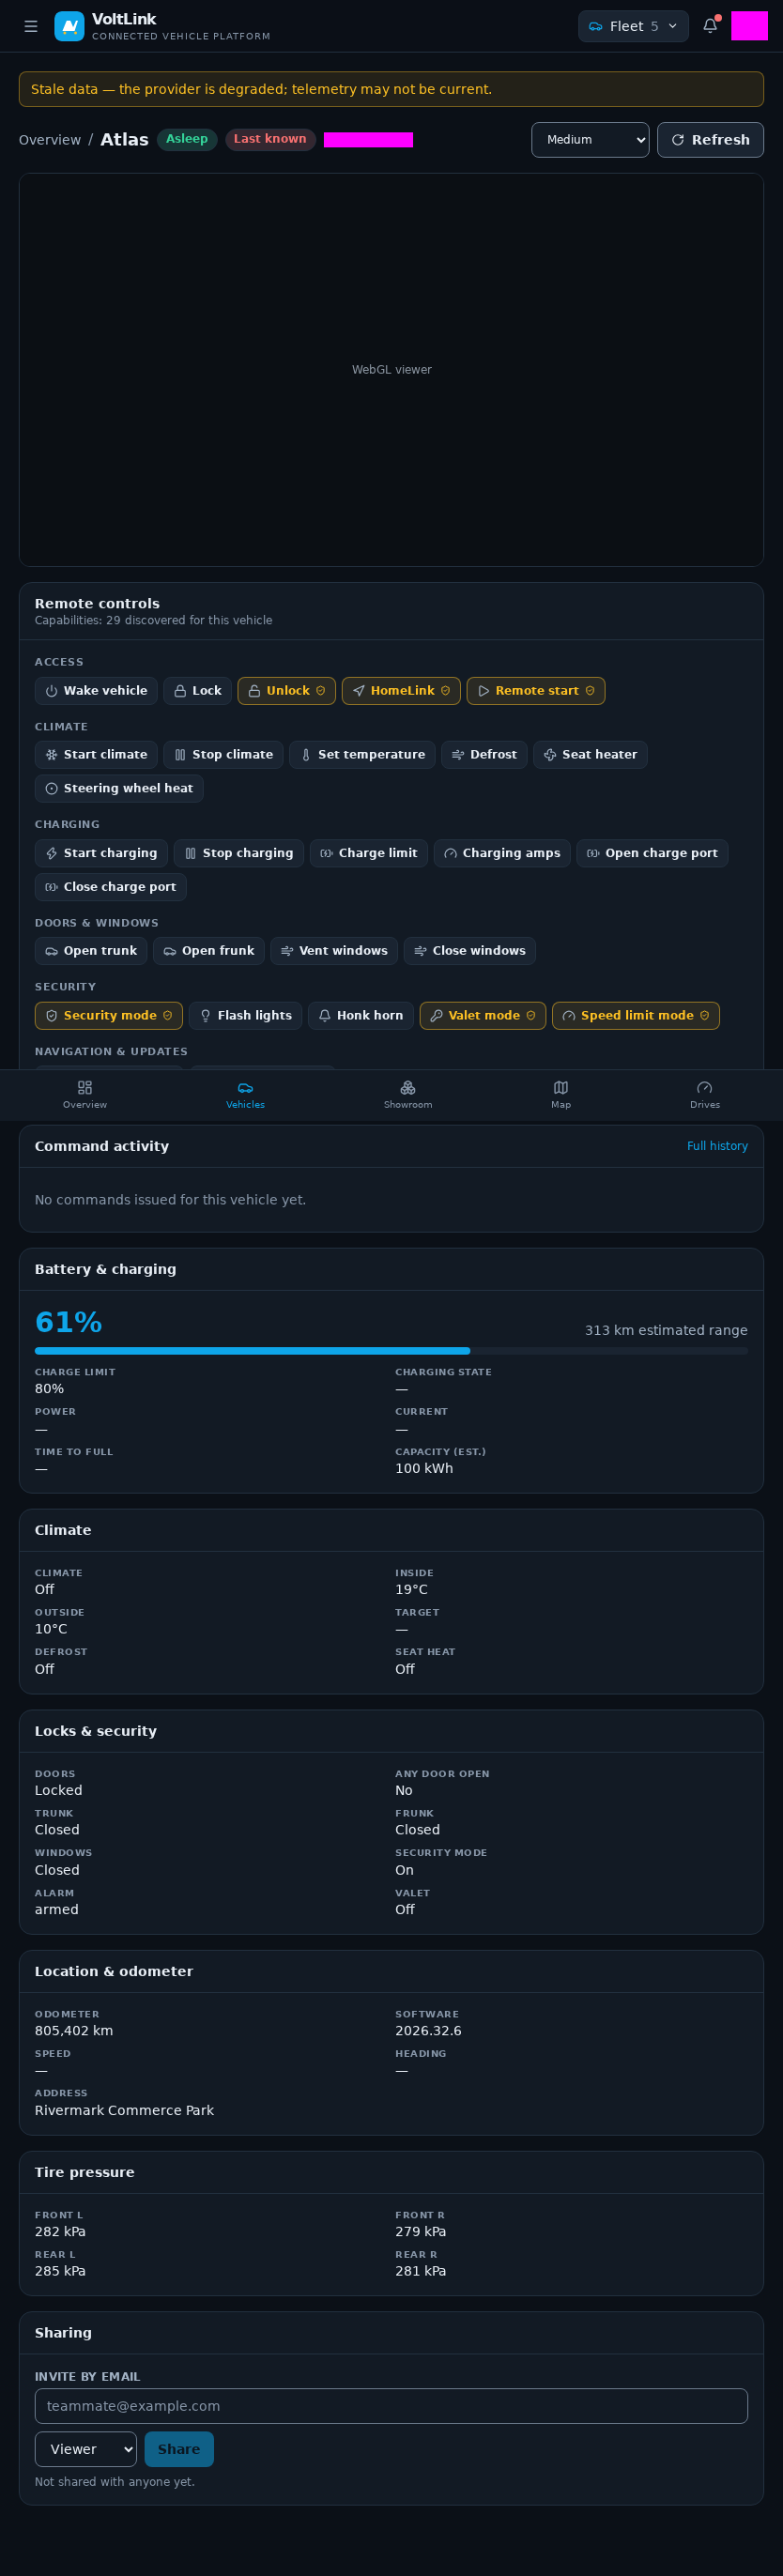 VoltLink
CONNECTED VEHICLE PLATFORM
Fleet 5
Stale data — the provider is degraded; telemetry may not be current.
Overview / Atlas Asleep Last known
Medium Refresh
WebGL viewer
Remote controls
Capabilities: 29 discovered for this vehicle
ACCESS
Wake vehicle Lock Unlock HomeLink Remote start
CLIMATE
Start climate Stop climate Set temperature Defrost Seat heater
Steering wheel heat
CHARGING
Start charging Stop charging Charge limit Charging amps Open charge port
Close charge port
DOORS & WINDOWS
Open trunk Open frunk Vent windows Close windows
SECURITY
Security mode Flash lights Honk horn Valet mode Speed limit mode
NAVIGATION & UPDATES
Overview Vehicles Showroom Map Drives
Command activity Full history
No commands issued for this vehicle yet.
Battery & charging
61% 313 km estimated range
CHARGE LIMIT CHARGING STATE
80% —
POWER CURRENT
— —
TIME TO FULL CAPACITY (EST.)
— 100 kWh
Climate
CLIMATE INSIDE
Off 19°C
OUTSIDE TARGET
10°C —
DEFROST SEAT HEAT
Off Off
Locks & security
DOORS ANY DOOR OPEN
Locked No
TRUNK FRUNK
Closed Closed
WINDOWS SECURITY MODE
Closed On
ALARM VALET
armed Off
Location & odometer
ODOMETER SOFTWARE
805,402 km 2026.32.6
SPEED HEADING
— —
ADDRESS
Rivermark Commerce Park
Tire pressure
FRONT L FRONT R
282 kPa 279 kPa
REAR L REAR R
285 kPa 281 kPa
Sharing
INVITE BY EMAIL
teammate@example.com
Viewer Share
Not shared with anyone yet.